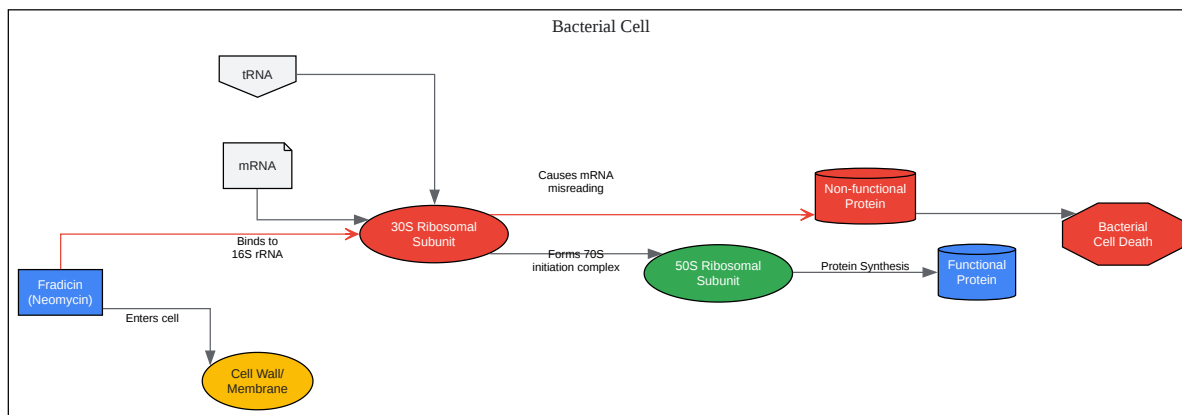 Bacterial Cell
tRNA
mRNA
Binds to
16S rRNA
Fradicin
(Neomycin)
Enters cell
Cell Wall/
Membrane
30S Ribosomal
Subunit
Causes mRNA
misreading
Forms 70S
initiation complex
50S Ribosomal
Subunit
Protein Synthesis
Non-functional
Protein
Functional
Protein
Bacterial
Cell Death